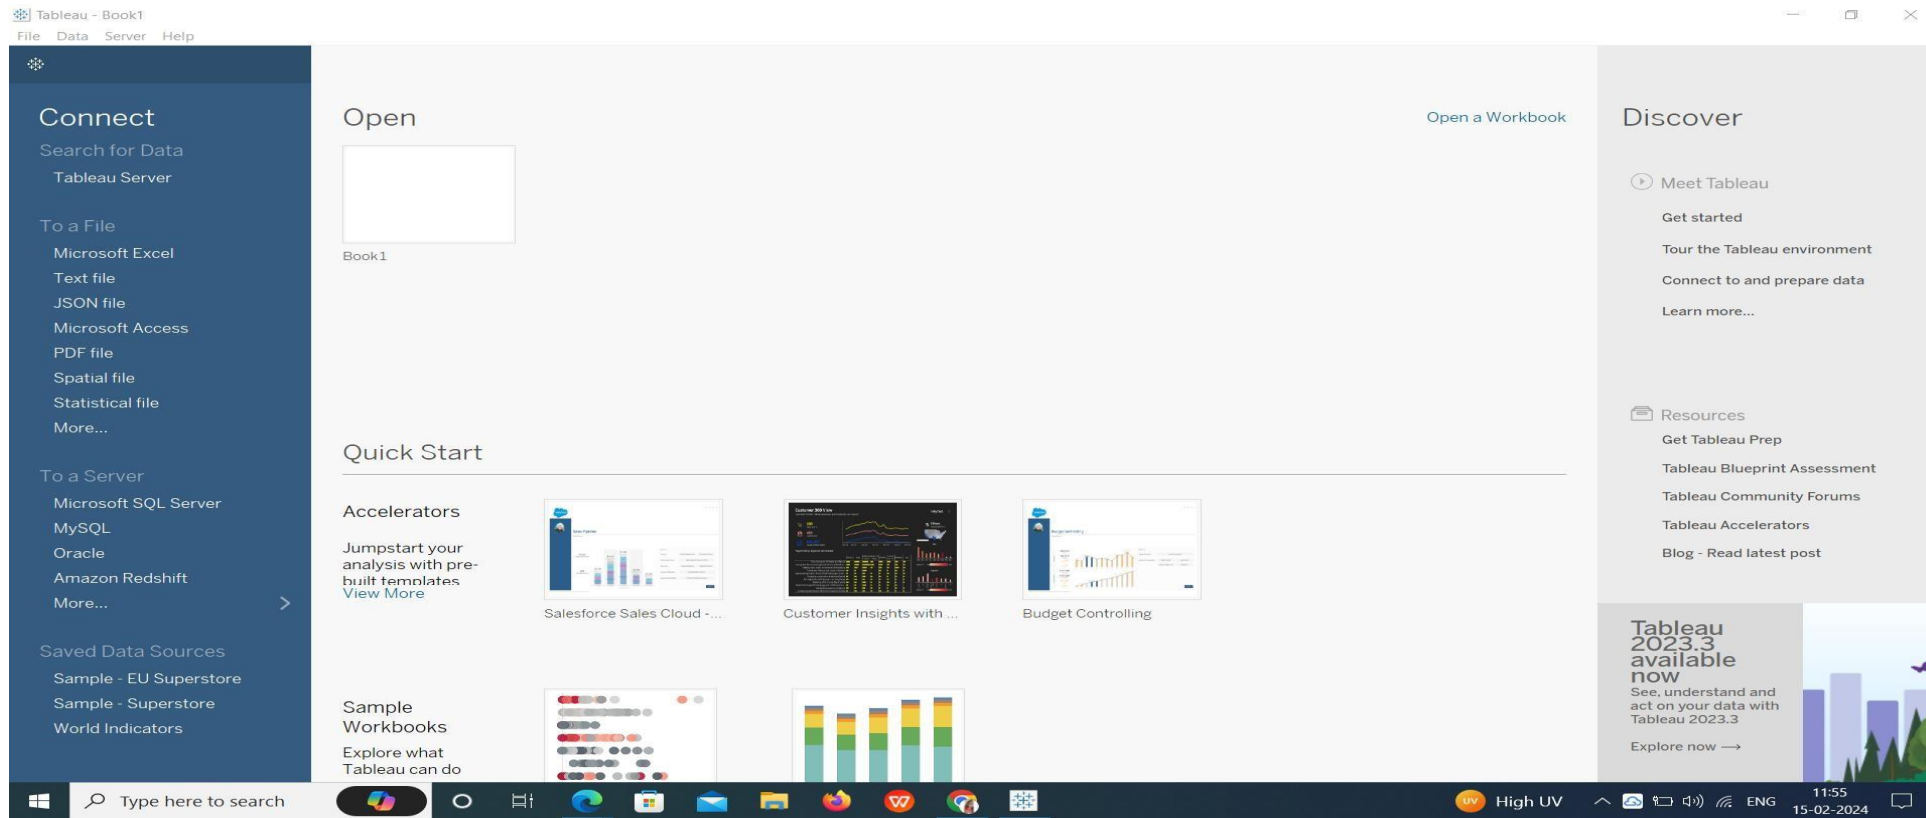 Tableau - Book1
File Data Server Help
Connect
Search for Data
Tableau Server
To a File
Microsoft Excel
Text file
JSON file
Microsoft Access
PDF file
Spatial file
Statistical file
More...
To a Server
Microsoft SQL Server
MySQL
Oracle
Amazon Redshift
More...
Saved Data Sources
Sample - EU Superstore
Sample - Superstore
World Indicators
Open
Open a Workbook
Book1
Quick Start
Accelerators
Jumpstart your
analysis with pre-
built templates
View More
Customer 360 View
Salesforce Sales Cloud -...
Customer Insights with ...
Budget Controlling
Sample
Workbooks
Explore what
Tableau can do
Discover
Meet Tableau
Get started
Tour the Tableau environment
Connect to and prepare data
Learn more...
Resources
Get Tableau Prep
Tableau Blueprint Assessment
Tableau Community Forums
Tableau Accelerators
Blog - Read latest post
Tableau
2023.3
available
now
See, understand and
act on your data with
Tableau 2023.3
Explore now →
Type here to search
UV
High UV
ENG
11:55
15-02-2024